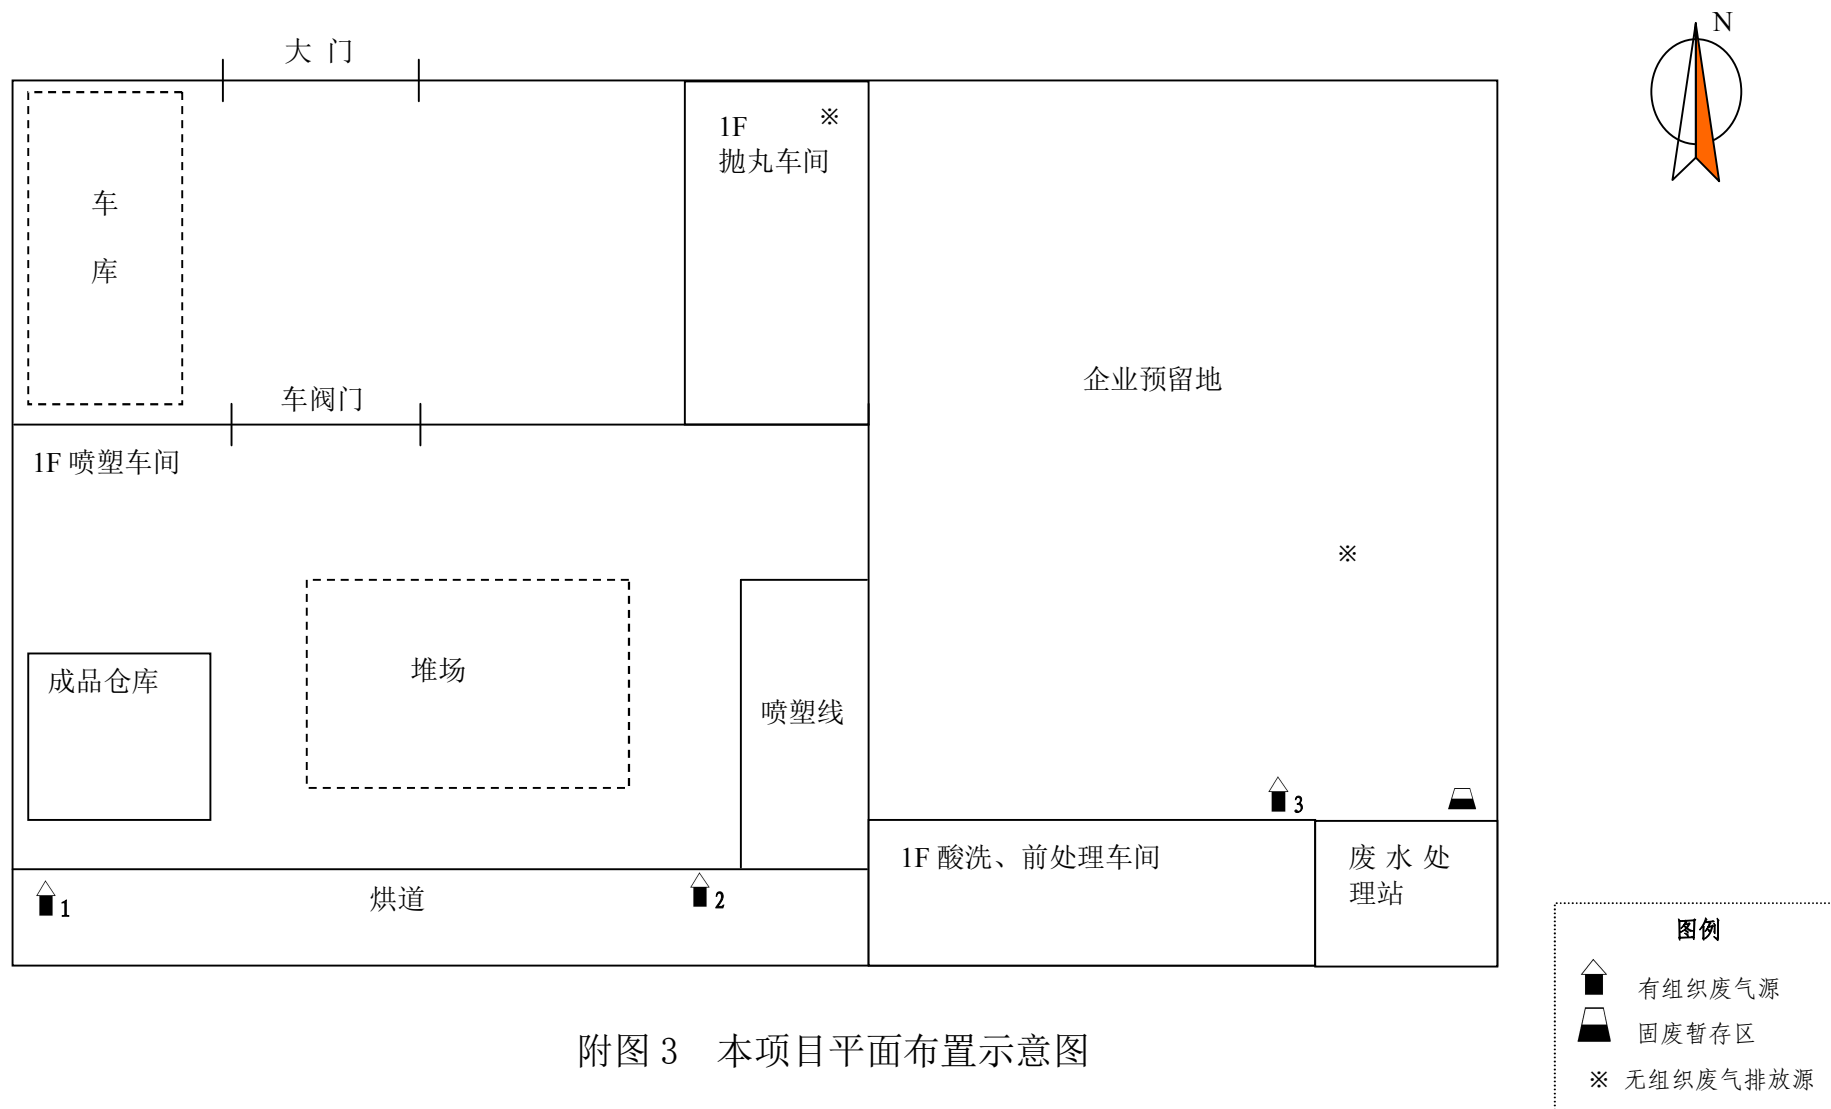 N
大 门
1F ※
抛丸车间
车
库
企业预留地
车阀门
1F 喷塑车间
※
堆场
成品仓库
喷塑线
3
1F 酸洗、前处理车间
废 水 处
理站
1
烘道
2
图例
有组织废气源
固废暂存区
※ 无组织废气排放源
附图 3 本项目平面布置示意图